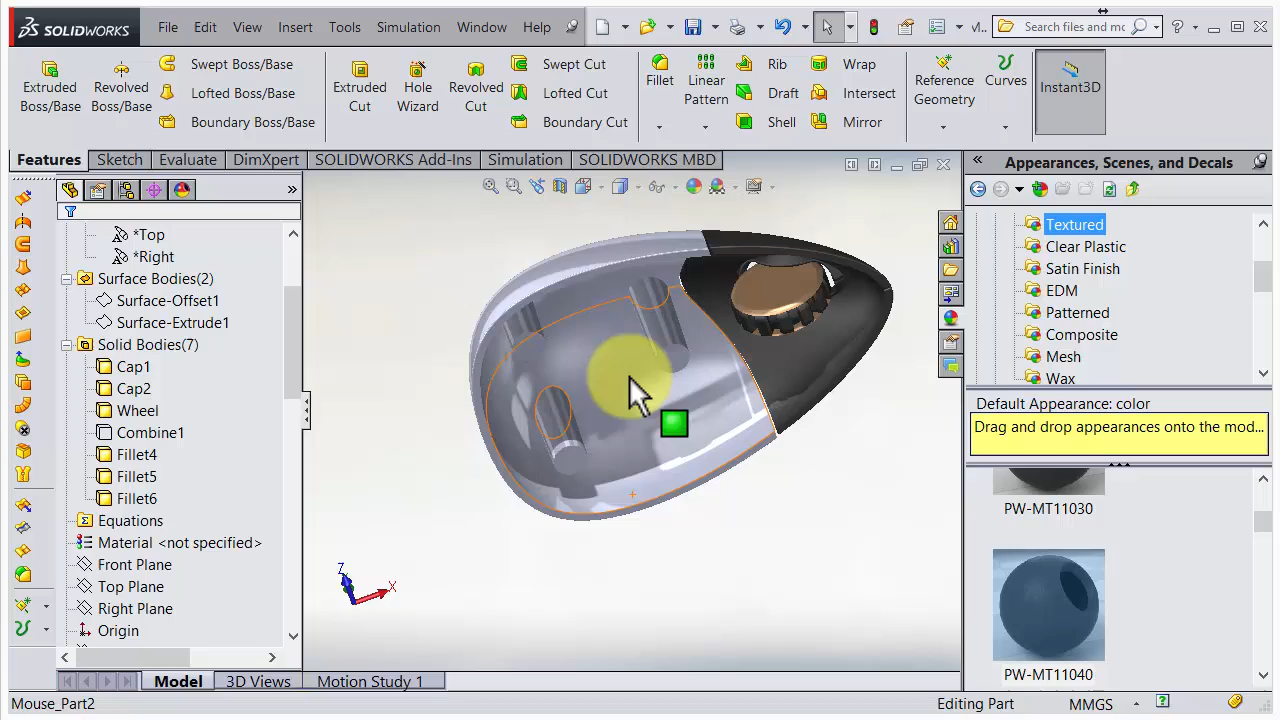 SOLIDWORKS File Edit View Insert Tools Simulation Window Help Search files and mo
Extruded Boss/Base
Revolved Boss/Base
Swept Boss/Base
Lofted Boss/Base
Boundary Boss/Base
Extruded Cut
Hole Wizard
Revolved Cut
Swept Cut
Lofted Cut
Boundary Cut
Fillet
Linear Pattern
Rib
Draft
Shell
Wrap
Intersect
Mirror
Reference Geometry
Curves
Instant3D
Features Sketch Evaluate DimXpert SOLIDWORKS Add-Ins Simulation SOLIDWORKS MBD
*Top
*Right
Surface Bodies(2)
Surface-Offset1
Surface-Extrude1
Solid Bodies(7)
Cap1
Cap2
Wheel
Combine1
Fillet4
Fillet5
Fillet6
Equations
Material <not specified>
Front Plane
Top Plane
Right Plane
Origin
Z
X
Appearances, Scenes, and Decals
Textured
Clear Plastic
Satin Finish
EDM
Patterned
Composite
Mesh
Wax
Default Appearance: color
Drag and drop appearances onto the mod...
PW-MT11030
PW-MT11040
Model 3D Views Motion Study 1
Mouse_Part2 Editing Part MMGS